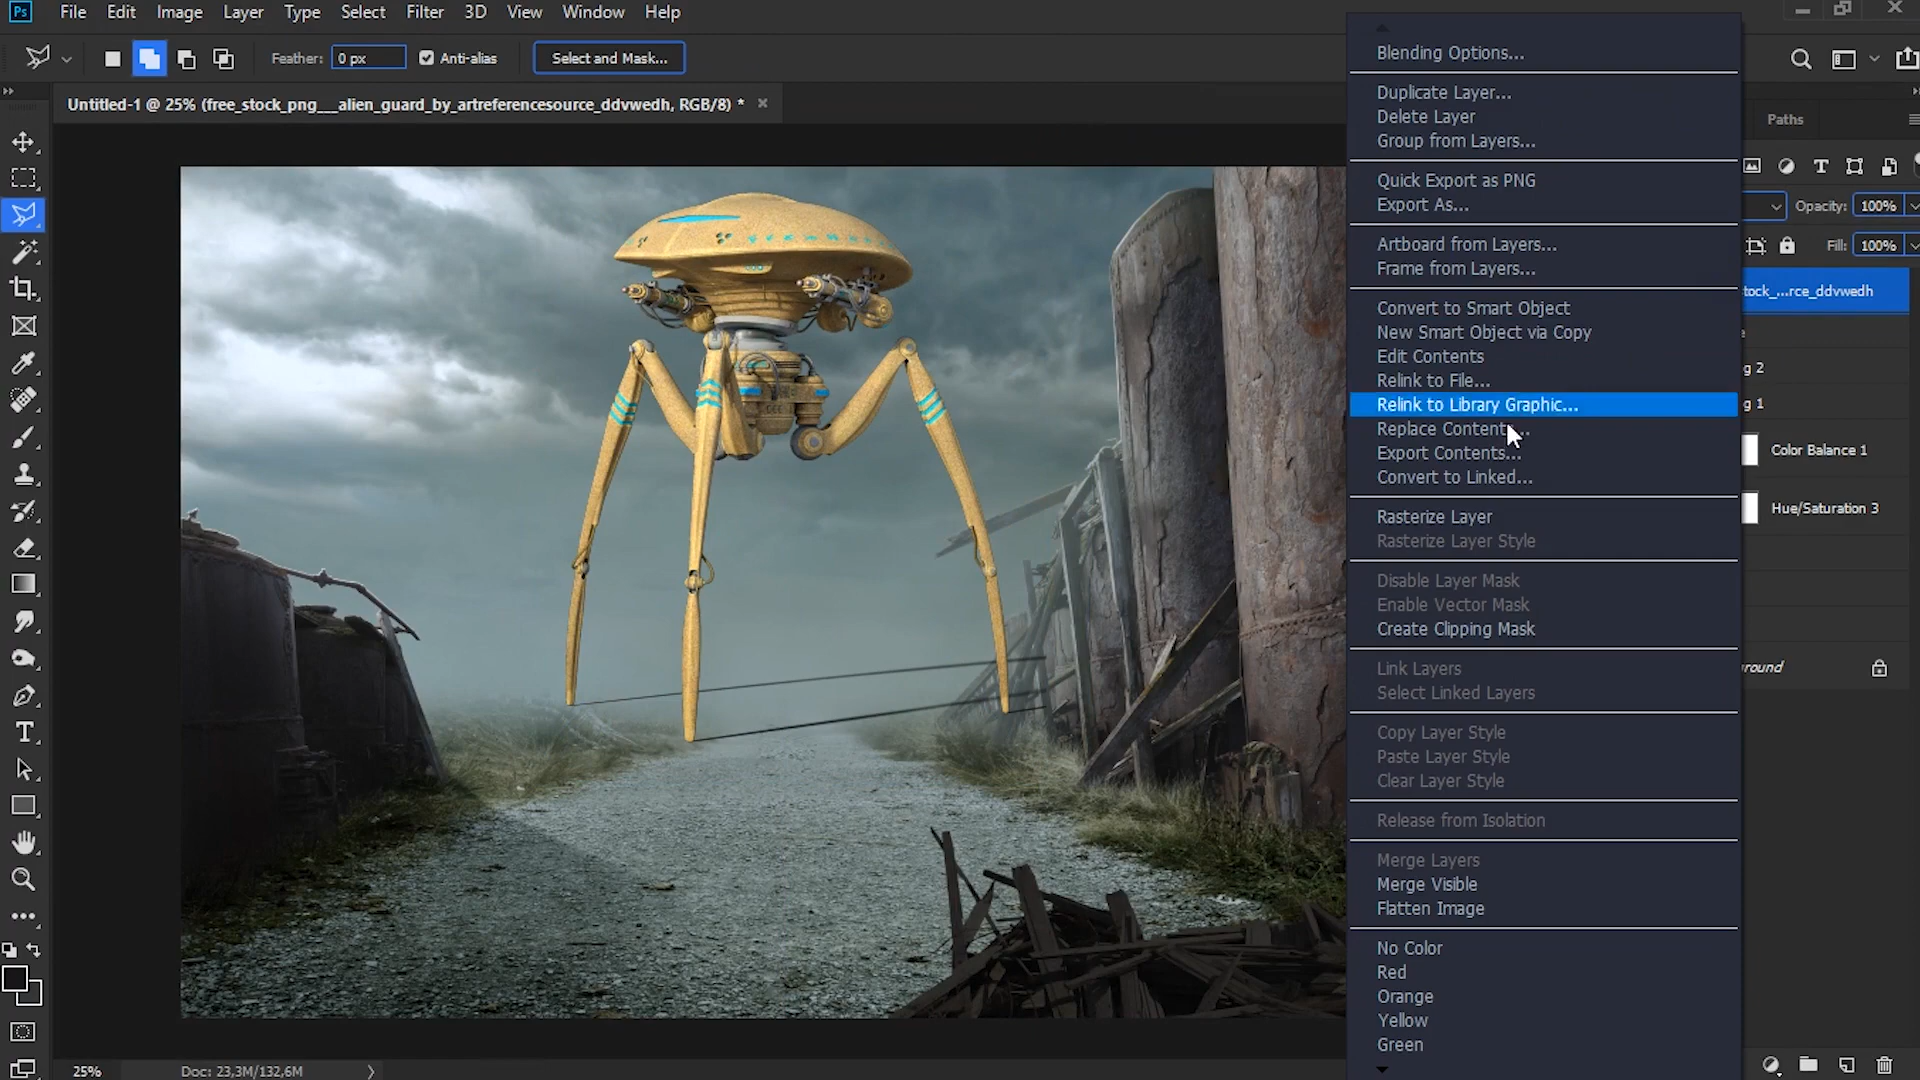 Ps File Edit Image Layer Type Select Filter 3D View Window Help
Feather: 0 px Anti-alias Select and Mask...
Untitled-1 @ 25% (free_stock_png___alien_guard_by_artreferencesource_ddvwedh, RGB/8) *
Blending Options...
Duplicate Layer...
Delete Layer
Group from Layers...
Quick Export as PNG
Export As...
Artboard from Layers...
Frame from Layers...
Convert to Smart Object
New Smart Object via Copy
Edit Contents
Relink to File...
Relink to Library Graphic...
Replace Contents...
Export Contents...
Convert to Linked...
Rasterize Layer
Rasterize Layer Style
Disable Layer Mask
Enable Vector Mask
Create Clipping Mask
Link Layers
Select Linked Layers
Copy Layer Style
Paste Layer Style
Clear Layer Style
Release from Isolation
Merge Layers
Merge Visible
Flatten Image
No Color
Red
Orange
Yellow
Green
Paths
Opacity: 100%
Fill: 100%
tock_...rce_ddvwedh
g 2
g 1
Color Balance 1
Hue/Saturation 3
round
25% Doc: 23,3M/132,6M